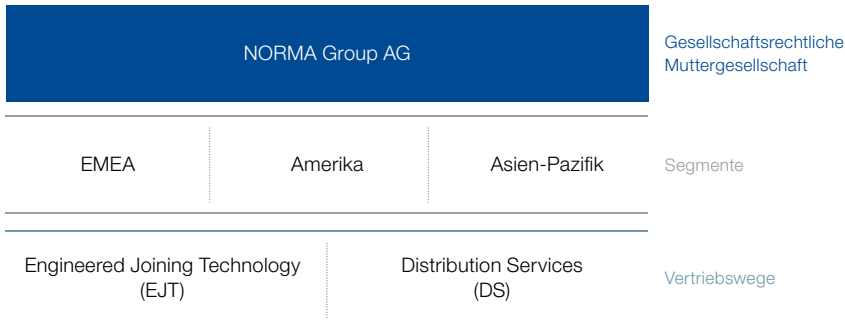 NORMA Group AG
Gesellschaftsrechtliche
Muttergesellschaft
EMEA
Amerika
Asien-Pazifik
Segmente
Engineered Joining Technology
(EJT)
Distribution Services
(DS)
Vertriebswege